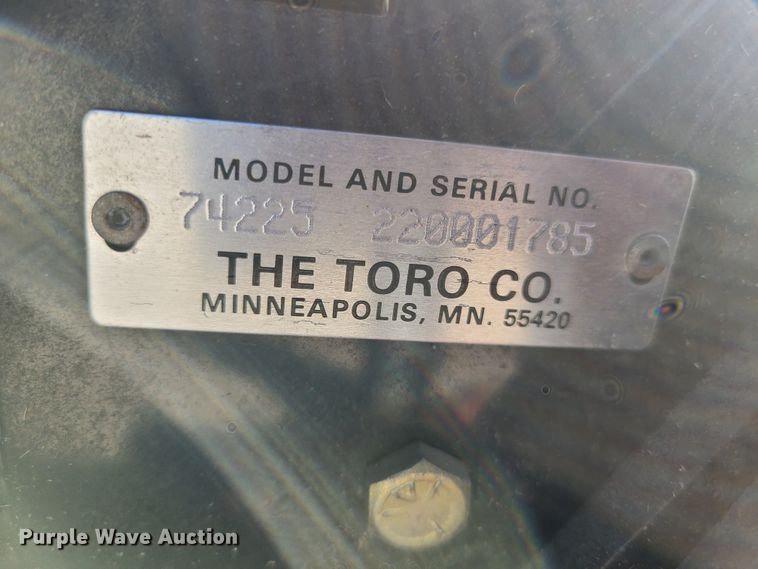 MODEL AND SERIAL NO.
74225 220001785
THE TORO CO.
MINNEAPOLIS, MN. 55420
Purple Wave Auction